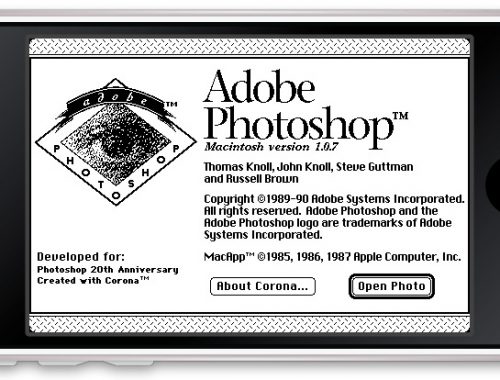 adobe ™
PHOTOSHOP
Adobe
Photoshop™
Macintosh version 1.0.7
Thomas Knoll, John Knoll, Steve Guttman
and Russell Brown
Copyright ©1989-90 Adobe Systems Incorporated.
All rights reserved. Adobe Photoshop and the
Adobe Photoshop logo are trademarks of Adobe
Systems Incorporated.
MacApp™ ©1985, 1986, 1987 Apple Computer, Inc.
Developed for:
Photoshop 20th Anniversary
Created with Corona™
About Corona...
Open Photo